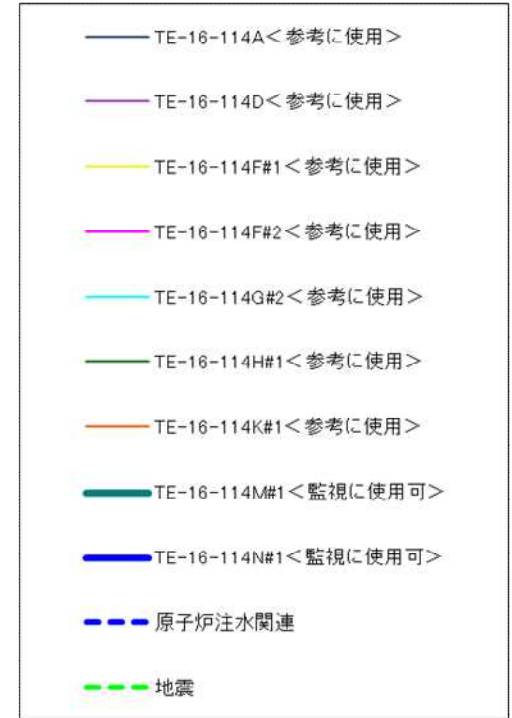 TE-16-114A<参考に使用>
TE-16-114D<参考に使用>
TE-16-114F#1<参考に使用>
TE-16-114F#2<参考に使用>
TE-16-114G#2<参考に使用>
TE-16-114H#1<参考に使用>
TE-16-114K#1<参考に使用>
TE-16-114M#1<監視に使用可>
TE-16-114N#1<監視に使用可>
原子炉注水関連
地震